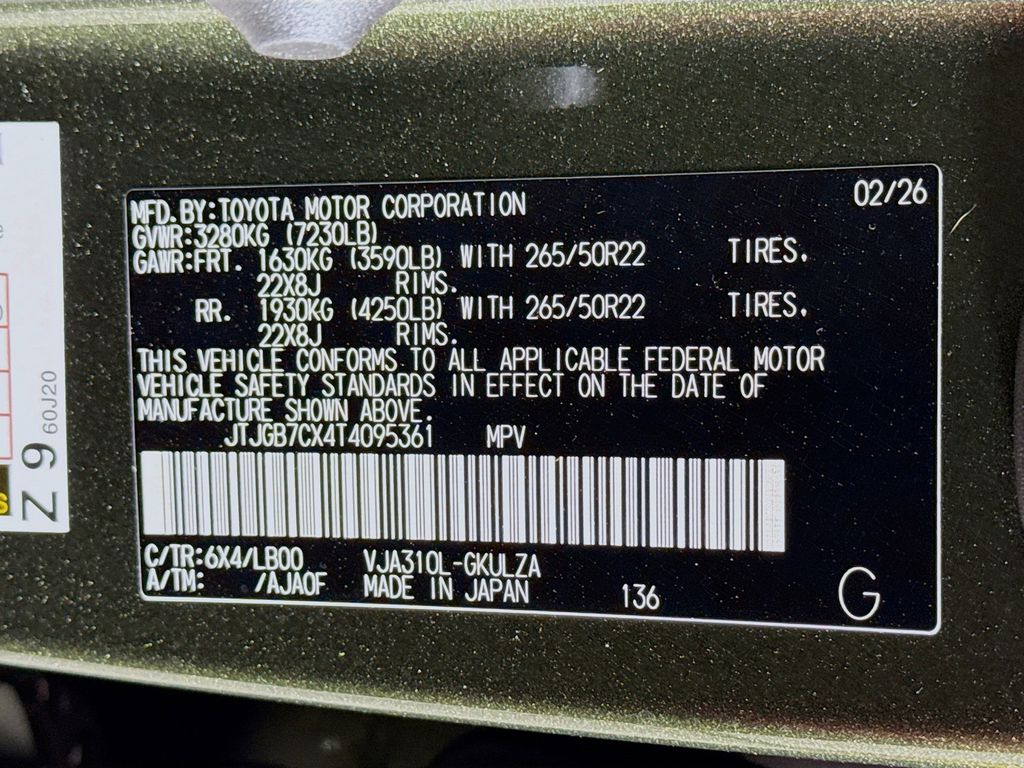 02/26
MFD.BY:TOYOTA MOTOR CORPORATION
GVWR:3280KG (7230LB)
GAWR:FRT. 1630KG (3590LB) WITH 265/50R22 TIRES.
22X8J RIMS.
RR. 1930KG (4250LB) WITH 265/50R22 TIRES.
22X8J RIMS.
THIS VEHICLE CONFORMS TO ALL APPLICABLE FEDERAL MOTOR
VEHICLE SAFETY STANDARDS IN EFFECT ON THE DATE OF
MANUFACTURE SHOWN ABOVE.
JTJGB7CX4T4095361 MPV
C/TR:6X4/LB00 VJA310L-GKULZA
A/TM: /AJA0F MADE IN JAPAN 136
G
Z9
60J20